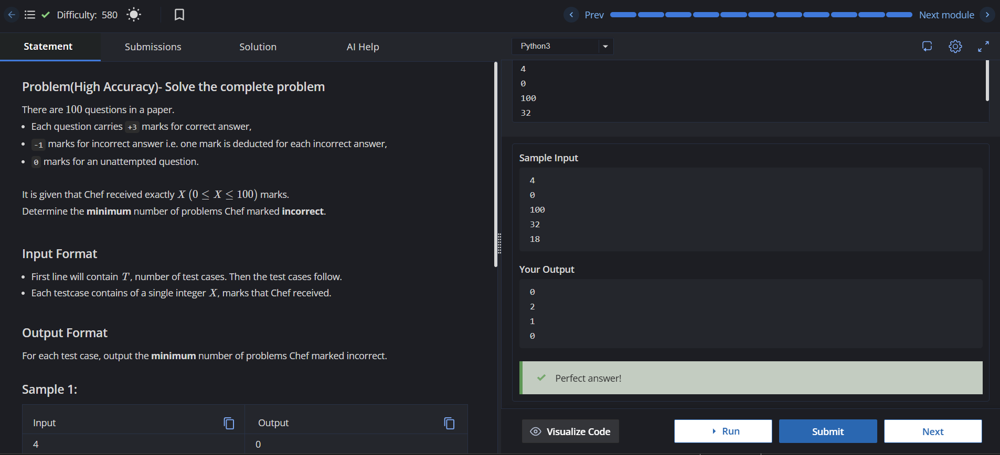 Difficulty: 580
Prev
Next module
Statement
Submissions
Solution
AI Help
Python3
Problem(High Accuracy)- Solve the complete problem
There are 100 questions in a paper.
• Each question carries +3 marks for correct answer,
• -1 marks for incorrect answer i.e. one mark is deducted for each incorrect answer,
• 0 marks for an unattempted question.
It is given that Chef received exactly X (0 ≤ X ≤ 100) marks.
Determine the minimum number of problems Chef marked incorrect.
Input Format
• First line will contain T, number of test cases. Then the test cases follow.
• Each testcase contains of a single integer X, marks that Chef received.
Output Format
For each test case, output the minimum number of problems Chef marked incorrect.
Sample 1:
Input
Output
4
0
4
0
100
32
Sample Input
4
0
100
32
18
Your Output
0
2
1
0
Perfect answer!
Visualize Code
Run
Submit
Next